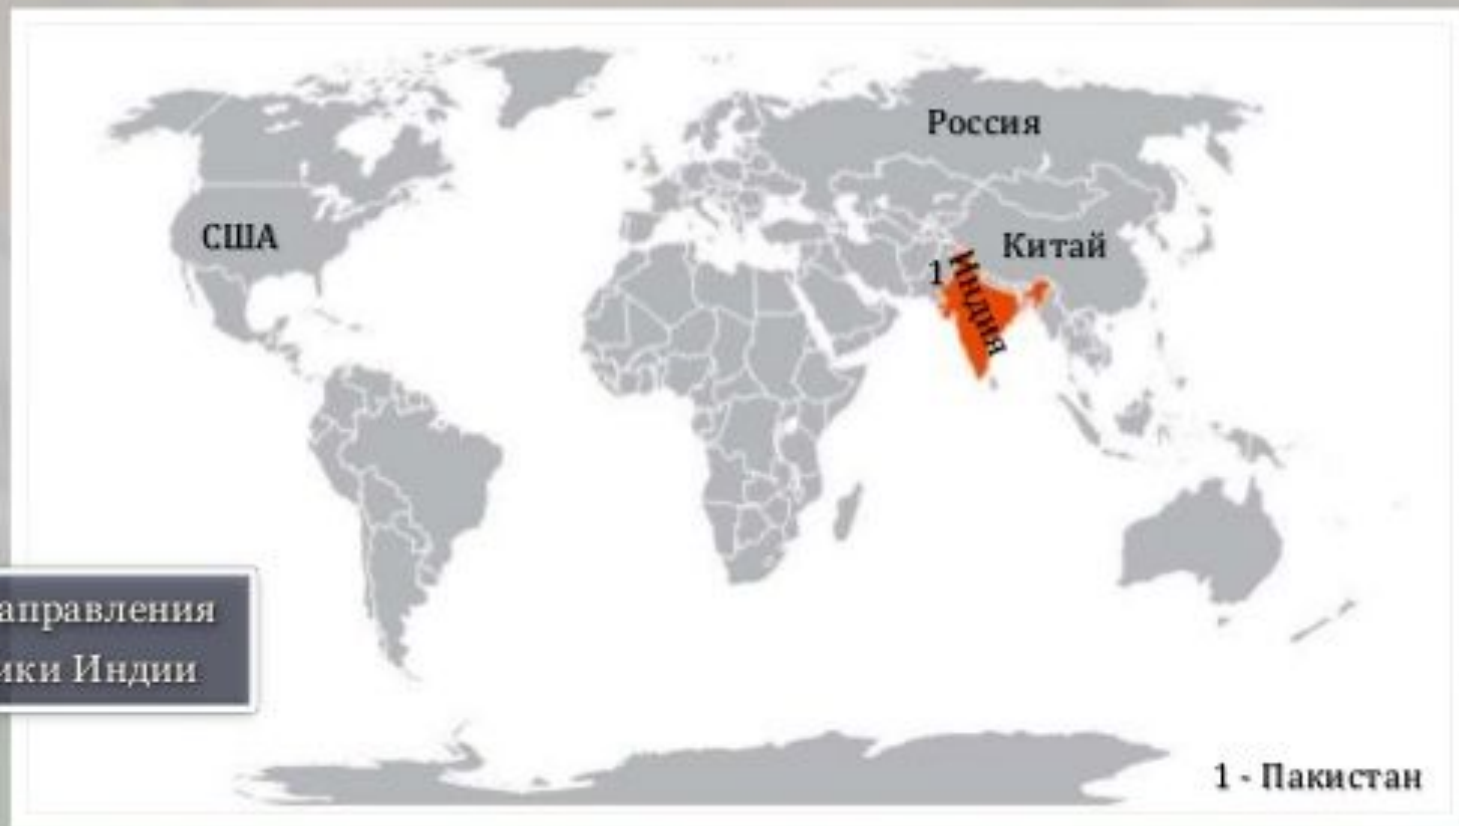 Россия
США
Китай
1
Индия
аправления
ики Индии
1 - Пакистан